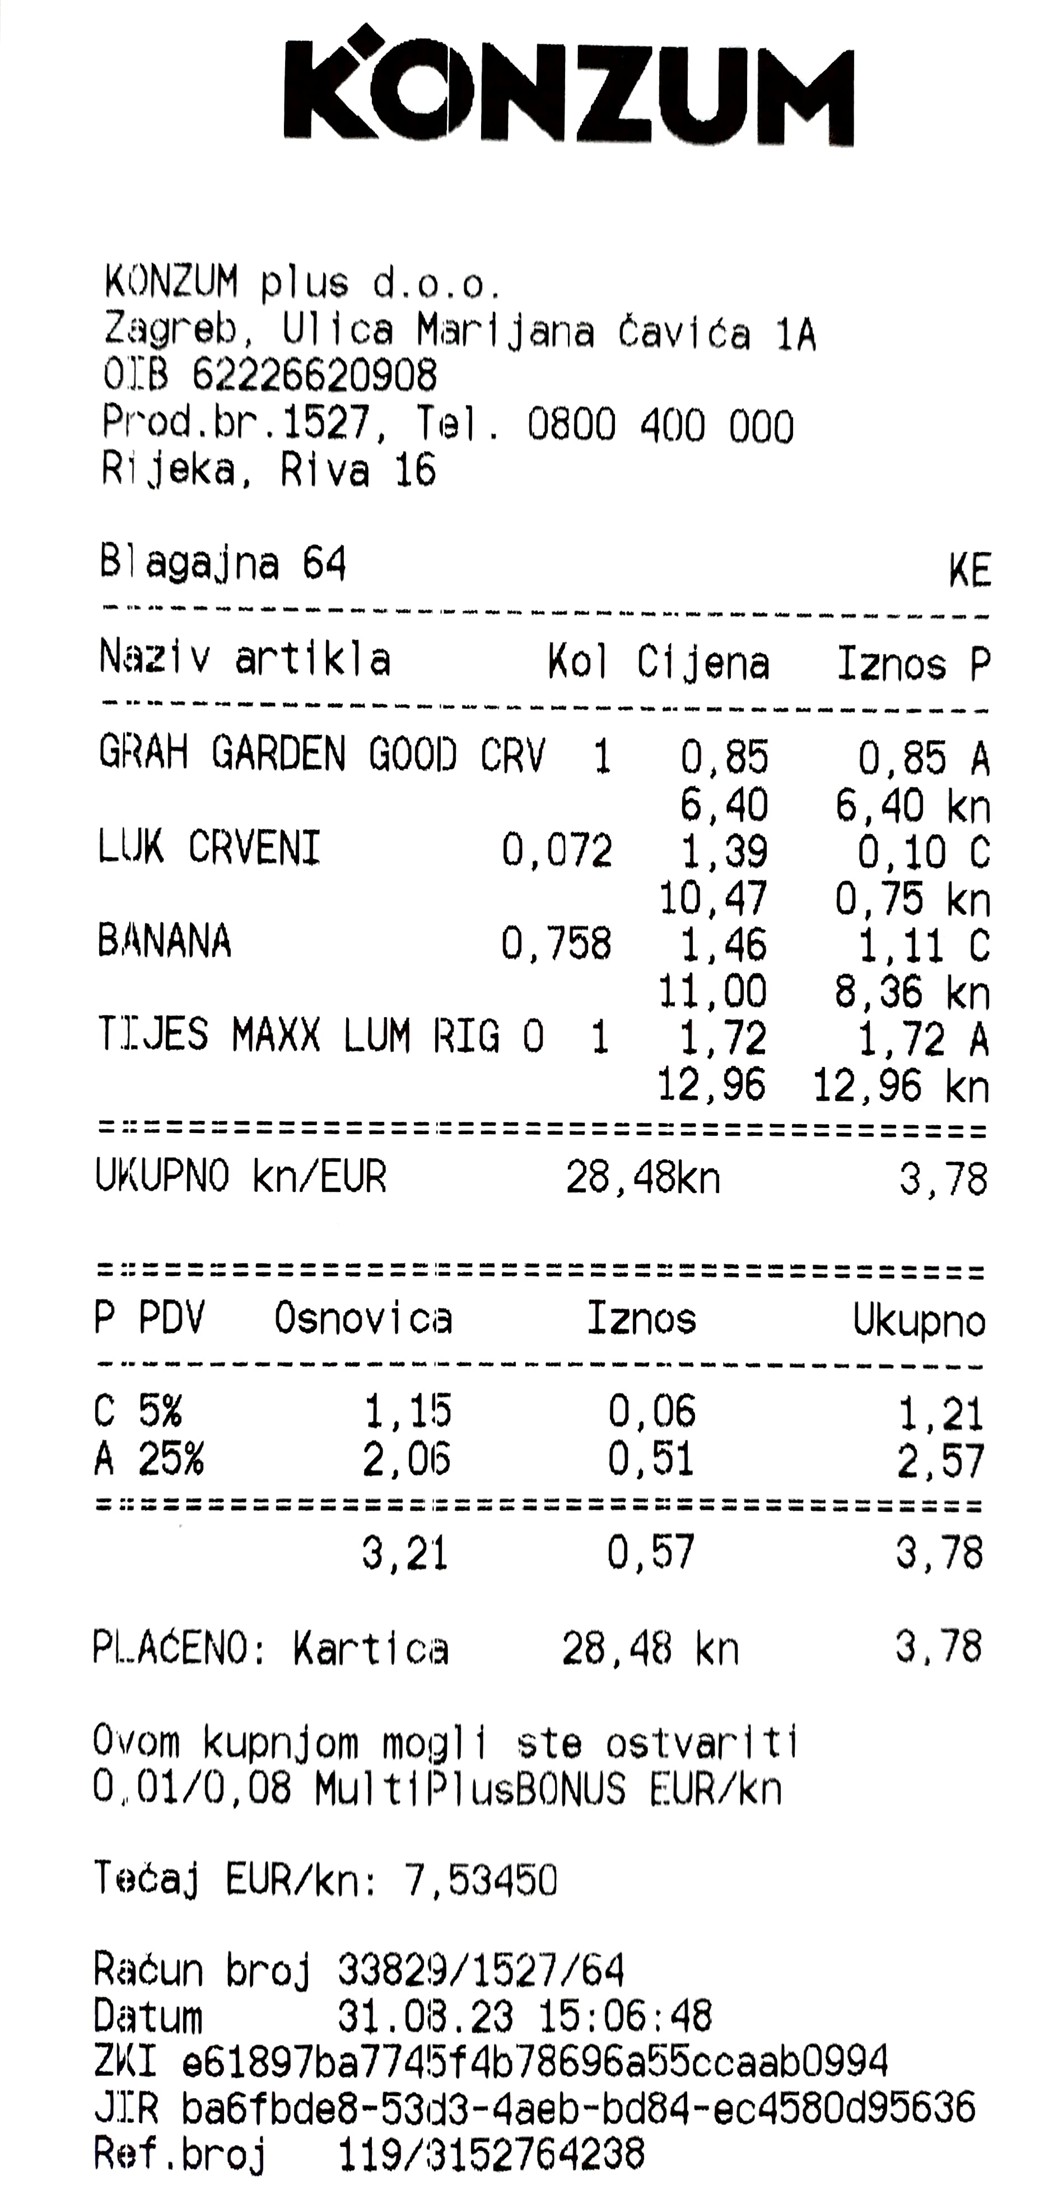 KONZUM
KONZUM plus d.o.o.
Zagreb, Ulica Marijana Čavića 1A
OIB 62226620908
Prod.br.1527, Tel. 0800 400 000
Rijeka, Riva 16
Blagajna 64 KE
Naziv artikla Kol Cijena Iznos P
GRAH GARDEN GOOD CRV 1 0,85 0,85 A
6,40 6,40 kn
LUK CRVENI 0,072 1,39 0,10 C
10,47 0,75 kn
BANANA 0,758 1,46 1,11 C
11,00 8,36 kn
TIJES MAXX LUM RIG O 1 1,72 1,72 A
12,96 12,96 kn
UKUPNO kn/EUR 28,48kn 3,78
P PDV Osnovica Iznos Ukupno
C 5% 1,15 0,06 1,21
A 25% 2,06 0,51 2,57
3,21 0,57 3,78
PLAĆENO: Kartica 28,48 kn 3,78
Ovom kupnjom mogli ste ostvariti
0,01/0,08 MultiPlusBONUS EUR/kn
Tečaj EUR/kn: 7,53450
Račun broj 33829/1527/64
Datum 31.08.23 15:06:48
ZKI e61897ba7745f4b78696a55ccaab0994
JIR ba6fbde8-53d3-4aeb-bd84-ec4580d95636
Ref.broj 119/3152764238